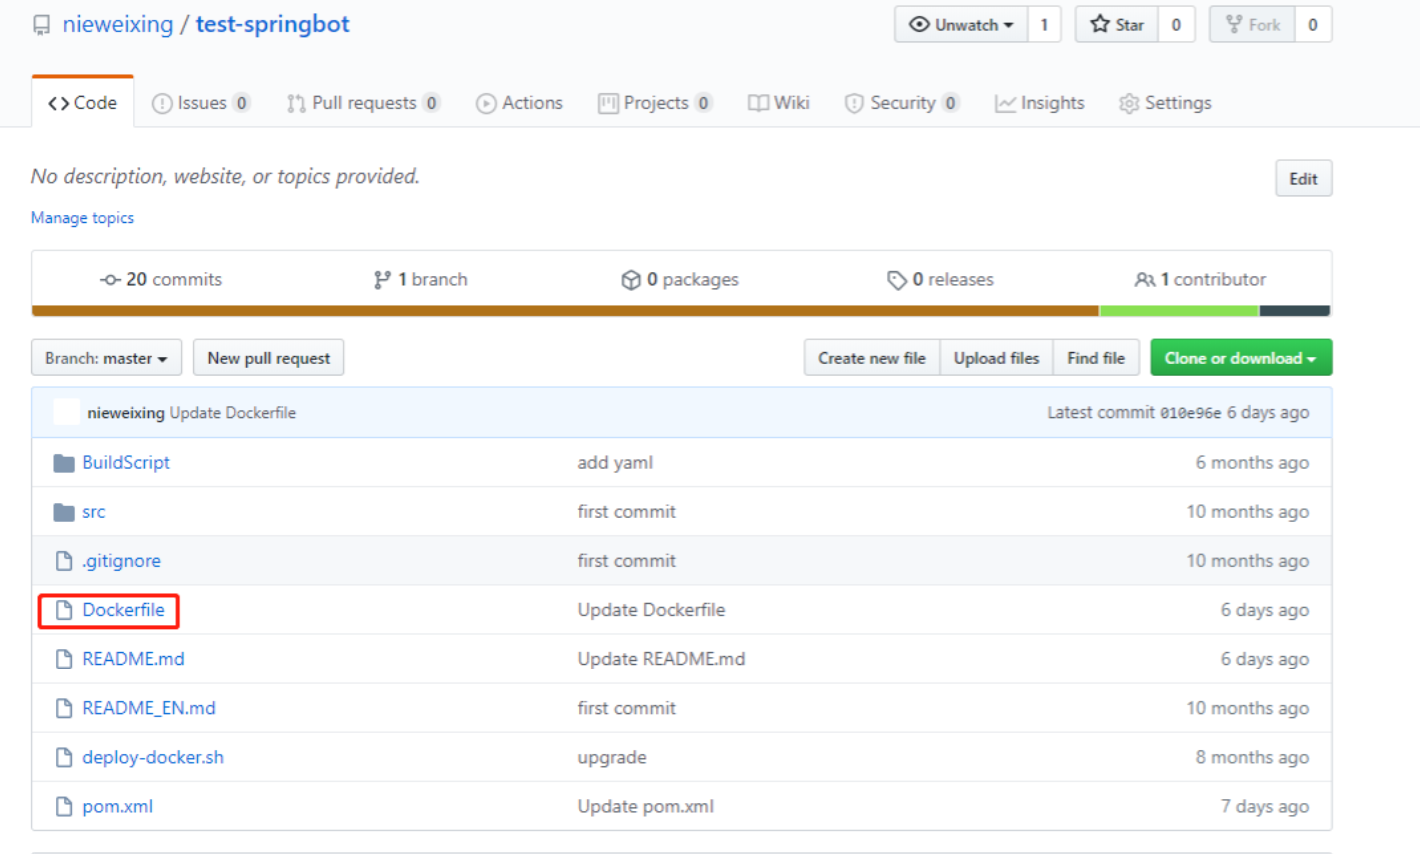 nieweixing / test-springbot Unwatch 1 Star 0 Fork 0
Code Issues 0 Pull requests 0 Actions Projects 0 Wiki Security 0 Insights Settings
No description, website, or topics provided. Edit
Manage topics
20 commits 1 branch 0 packages 0 releases 1 contributor
Branch: master New pull request Create new file Upload files Find file Clone or download
nieweixing Update Dockerfile Latest commit 010e96e 6 days ago
BuildScript add yaml 6 months ago
src first commit 10 months ago
.gitignore first commit 10 months ago
Dockerfile Update Dockerfile 6 days ago
README.md Update README.md 6 days ago
README_EN.md first commit 10 months ago
deploy-docker.sh upgrade 8 months ago
pom.xml Update pom.xml 7 days ago